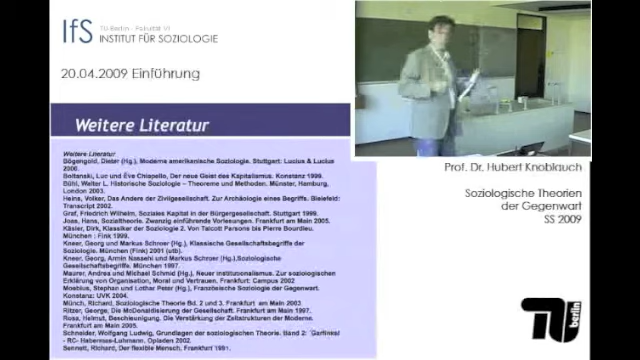 IfS TU Berlin - Fakultät VI
INSTITUT FÜR SOZIOLOGIE
20.04.2009 Einführung
Weitere Literatur
Weitere Literatur
Bögengold, Dieter (Hg.), Moderne amerikanische Soziologie. Stuttgart: Lucius & Lucius
2006.
Boltanski, Luc und Ève Chiapello, Der neue Geist des Kapitalismus. Konstanz 1999.
Bühl, Walter L. Historische Soziologie – Theoreme und Methoden. Münster, Hamburg,
London 2003.
Heins, Volker, Das Andere der Zivilgesellschaft. Zur Archäologie eines Begriffs. Bielefeld:
Transcript 2002.
Graf, Friedrich Wilhelm, Soziales Kapital in der Bürgergesellschaft. Stuttgart 1999.
Joas, Hans, Sozialtheorie. Zwanzig einführende Vorlesungen. Frankfurt am Main 2005.
Käsler, Dirk, Klassiker der Soziologie 2. Von Talcott Parsons bis Pierre Bourdieu.
München : Fink 1999.
Kneer, Georg und Markus Schroer (Hg.), Klassische Gesellschaftsbegriffe der
Soziologie. München (Fink) 2001 (utb).
Kneer, Georg, Armin Nassehi und Markus Schroer (Hg.),Soziologische
Gesellschaftsbegriffe. München 1997.
Maurer, Andrea und Michael Schmid (Hg.), Neuer Institutionalismus. Zur soziologischen
Erklärung von Organisation, Moral und Vertrauen. Frankfurt: Campus 2002
Moebius, Stephan und Lothar Peter (Hg.), Französische Soziologie der Gegenwart.
Konstanz: UVK 2004.
Münch, Richard, Soziologische Theorie Bd. 2 und 3. Frankfurt am Main 2003
Ritzer, George, Die McDonaldisierung der Gesellschaft. Frankfurt am Main 1997.
Rosa, Helmut, Beschleunigung. Die Veränderung der Zeitstrukturen der Moderne.
Frankfurt am Main 2005.
Schneider, Wolfgang Ludwig, Grundlagen der soziologischen Theorie. Band 2: Garfinkel
- RC- Habermas-Luhmann. Opladen 2002.
Sennett, Richard, Der flexible Mensch, Frankfurt
Prof. Dr. Hubert Knoblauch
Soziologische Theorien
der Gegenwart
SS 2009
berlin